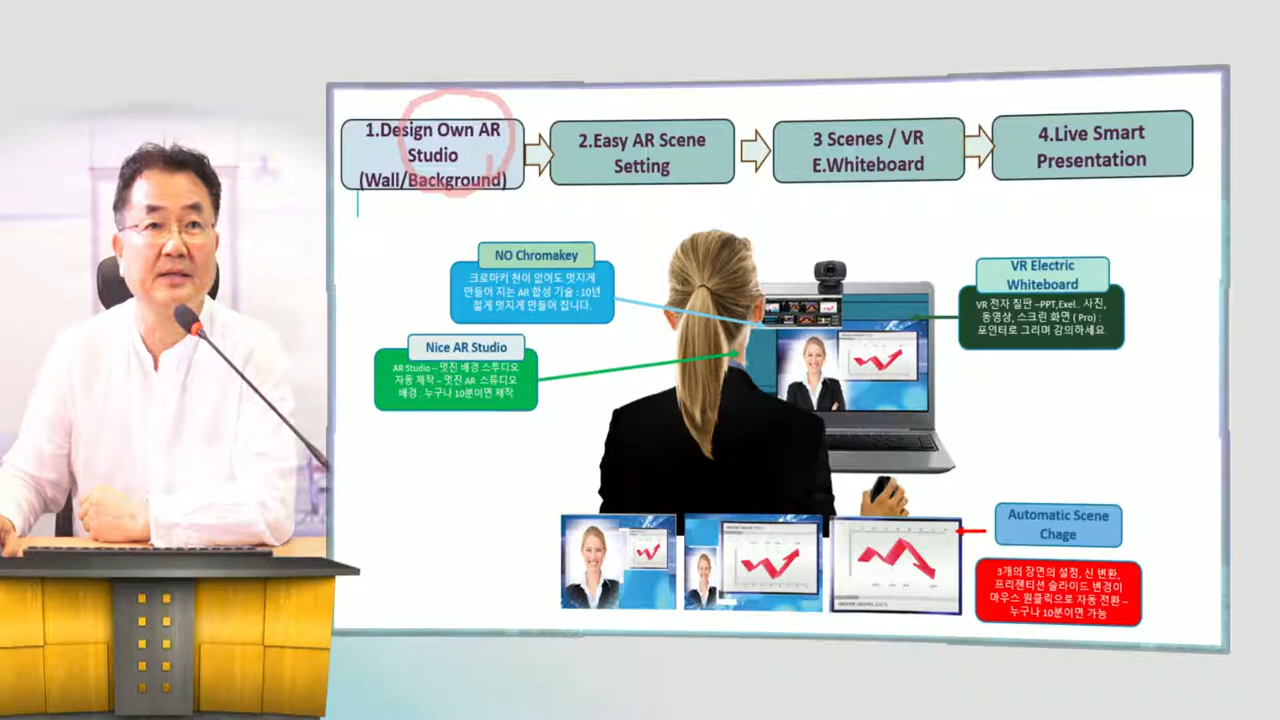 1.Design Own AR
Studio
(Wall/Background)
2.Easy AR Scene
Setting
3 Scenes / VR
E.Whiteboard
4.Live Smart
Presentation
NO Chromakey
크로마키 천이 없어도 멋지게
만들어 지는 AR 합성 기술 : 10년
젊게 멋지게 만들어 집니다.
Nice AR Studio
AR Studio – 멋진 배경 스투디오
자동 제작 – 멋진 AR 스튜디오
배경 : 누구나 10분이면 제작
VR Electric
Whiteboard
VR 전자 칠판 –PPT,Exel.. 사진,
동영상, 스크린 화면 ( Pro) :
포인터로 그리며 강의하세요
Automatic Scene
Chage
3개의 장면의 설정, 신 변환,
프리젠티션 슬라이드 변경이
마우스 원클릭으로 자동 전환 –
누구나 10분이면 가능